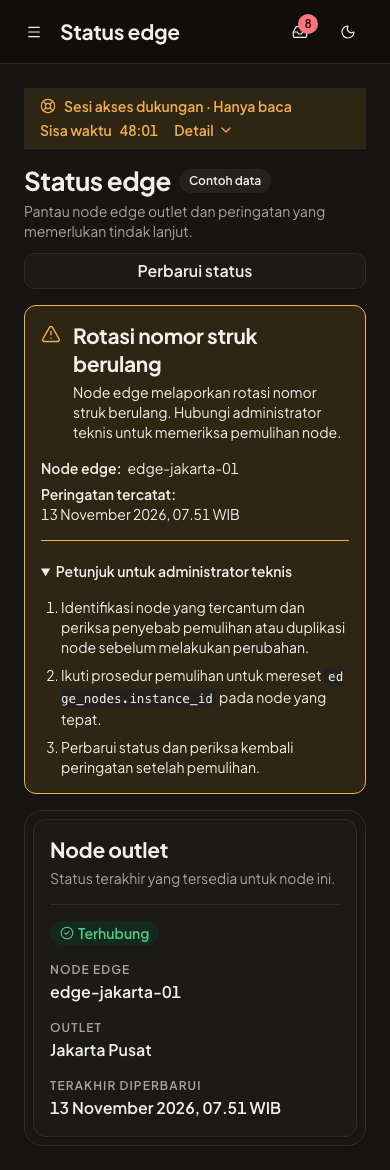 Status edge
8
Sesi akses dukungan · Hanya baca
Sisa waktu 48:01 Detail
Status edge Contoh data
Pantau node edge outlet dan peringatan yang
memerlukan tindak lanjut.
Perbarui status
Rotasi nomor struk
berulang
Node edge melaporkan rotasi nomor
struk berulang. Hubungi administrator
teknis untuk memeriksa pemulihan node.
Node edge: edge-jakarta-01
Peringatan tercatat:
13 November 2026, 07.51 WIB
Petunjuk untuk administrator teknis
1. Identifikasi node yang tercantum dan
periksa penyebab pemulihan atau duplikasi
node sebelum melakukan perubahan.
2. Ikuti prosedur pemulihan untuk mereset ed
ge_nodes.instance_id pada node yang
tepat.
3. Perbarui status dan periksa kembali
peringatan setelah pemulihan.
Node outlet
Status terakhir yang tersedia untuk node ini.
Terhubung
NODE EDGE
edge-jakarta-01
OUTLET
Jakarta Pusat
TERAKHIR DIPERBARUI
13 November 2026, 07.51 WIB